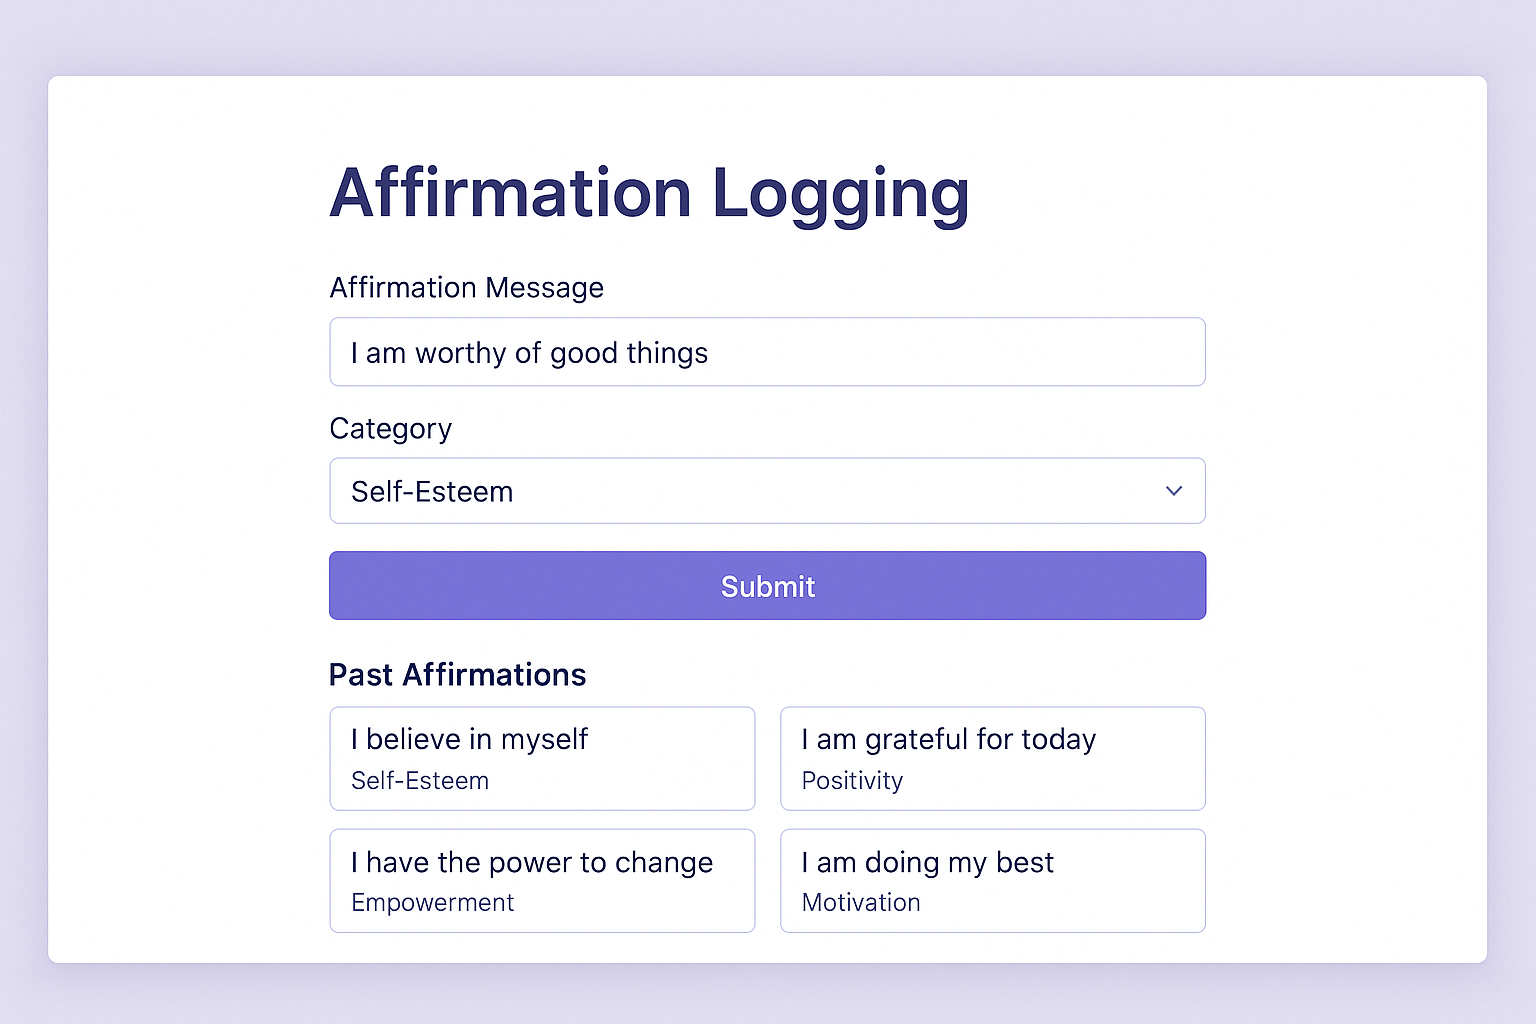 Affirmation Logging
Affirmation Message
I am worthy of good things
Category
Self-Esteem
Submit
Past Affirmations
I believe in myself
Self-Esteem
I am grateful for today
Positivity
I have the power to change
Empowerment
I am doing my best
Motivation